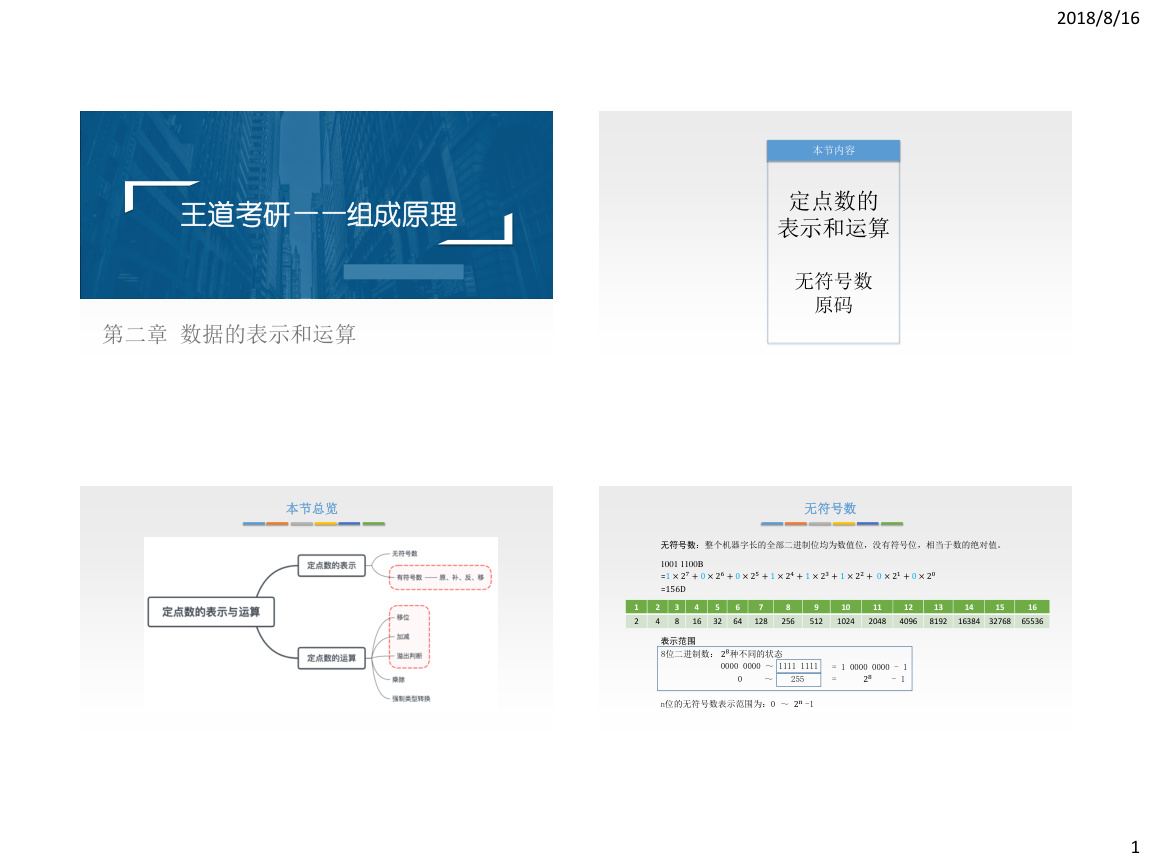 2018/8/16
王道考研——组成原理
第二章 数据的表示和运算
本节内容
定点数的
表示和运算
无符号数
原码
本节总览
定点数的表示与运算
定点数的表示
无符号数
有符号数 —— 原、补、反、移
定点数的运算
移位
加减
溢出判断
乘除
强制类型转换
无符号数
无符号数：整个机器字长的全部二进制位均为数值位，没有符号位，相当于数的绝对值。
1001 1100B
=1 × 2⁷ + 0 × 2⁶ + 0 × 2⁵ + 1 × 2⁴ + 1 × 2³ + 1 × 2² + 0 × 2¹ + 0 × 2⁰
=156D
1 2 3 4 5 6 7 8 9 10 11 12 13 14 15 16
2 4 8 16 32 64 128 256 512 1024 2048 4096 8192 16384 32768 65536
表示范围
8位二进制数： 2⁸种不同的状态
0000 0000 ～ 1111 1111 = 1 0000 0000 - 1
0 ～ 255 = 2⁸ - 1
n位的无符号数表示范围为：0 ～ 2ⁿ -1
1